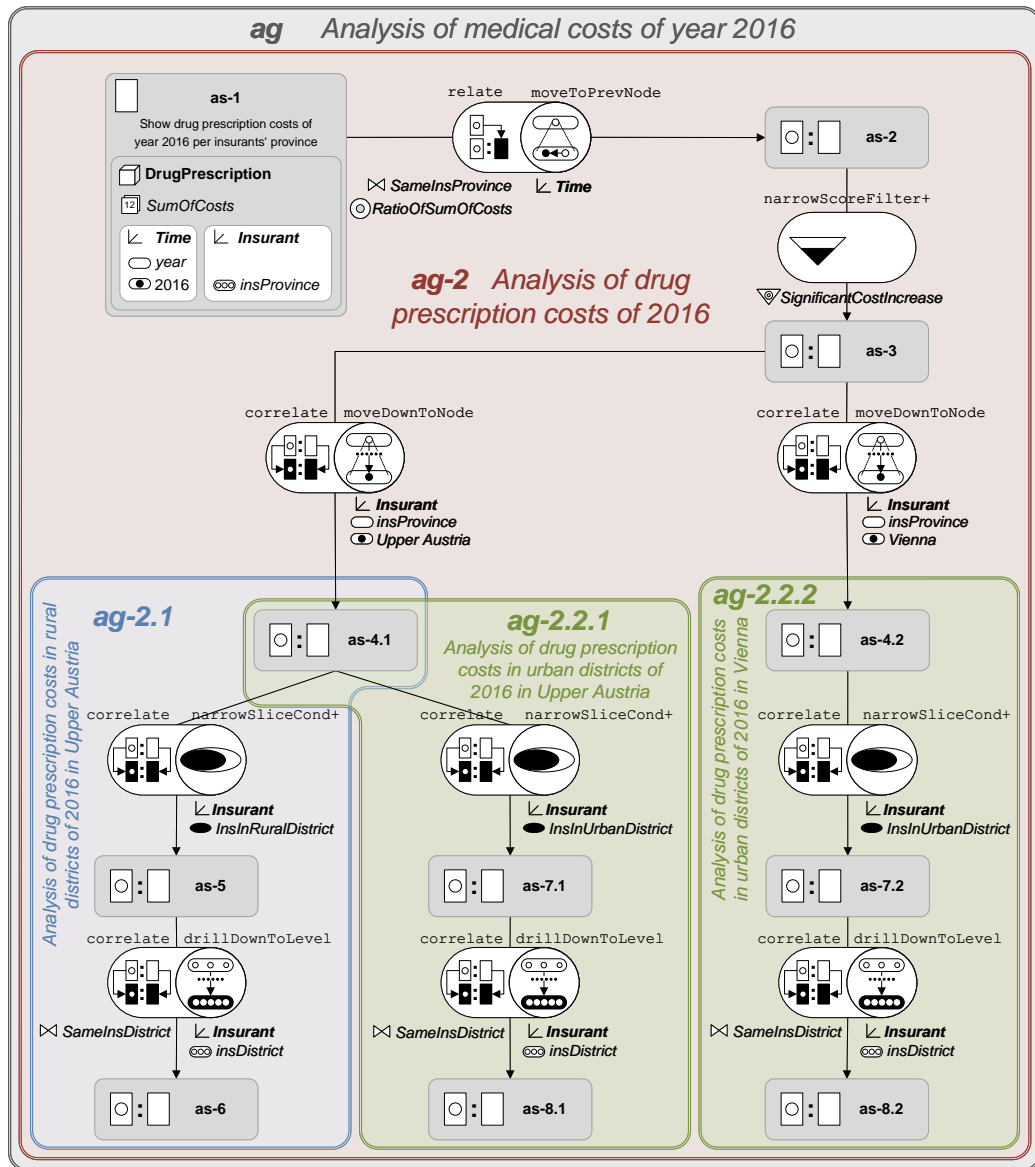 ag Analysis of medical costs of year 2016
as-1
Show drug prescription costs of
year 2016 per insurants' province
DrugPrescription
12 SumOfCosts
Time
year
2016
Insurant
insProvince
relate moveToPrevNode
SameInsProvince
RatioOfSumOfCosts
Time
as-2
narrowScoreFilter+
SignificantCostIncrease
ag-2 Analysis of drug
prescription costs of 2016
as-3
correlate moveDownToNode
Insurant
insProvince
Upper Austria
correlate moveDownToNode
Insurant
insProvince
Vienna
ag-2.1
Analysis of drug prescription costs in rural
districts of 2016 in Upper Austria
as-4.1
ag-2.2.1
Analysis of drug prescription
costs in urban districts of
2016 in Upper Austria
ag-2.2.2
Analysis of drug prescription costs
in urban districts of 2016 in Vienna
as-4.2
correlate narrowSliceCond+
Insurant
InsInRuralDistrict
correlate narrowSliceCond+
Insurant
InsInUrbanDistrict
correlate narrowSliceCond+
Insurant
InsInUrbanDistrict
as-5
as-7.1
as-7.2
correlate drillDownToLevel
SameInsDistrict
Insurant
insDistrict
correlate drillDownToLevel
SameInsDistrict
Insurant
insDistrict
correlate drillDownToLevel
SameInsDistrict
Insurant
insDistrict
as-6
as-8.1
as-8.2